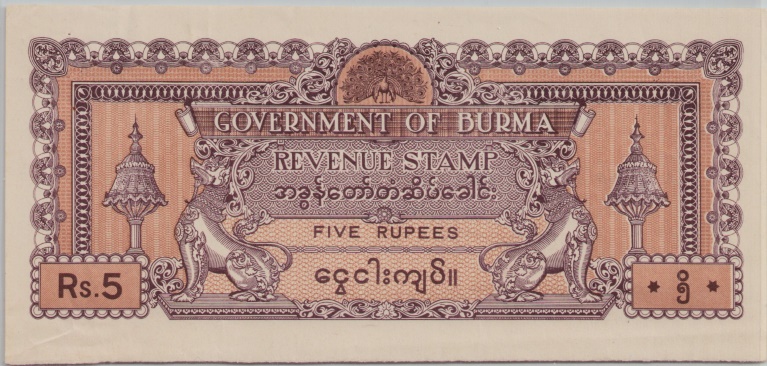 GOVERNMENT OF BURMA
REVENUE STAMP
အခွန်တော်တံဆိပ်ခေါင်း
FIVE RUPEES
ငွေငါးကျပ်။
Rs.5
* ၅ိ *